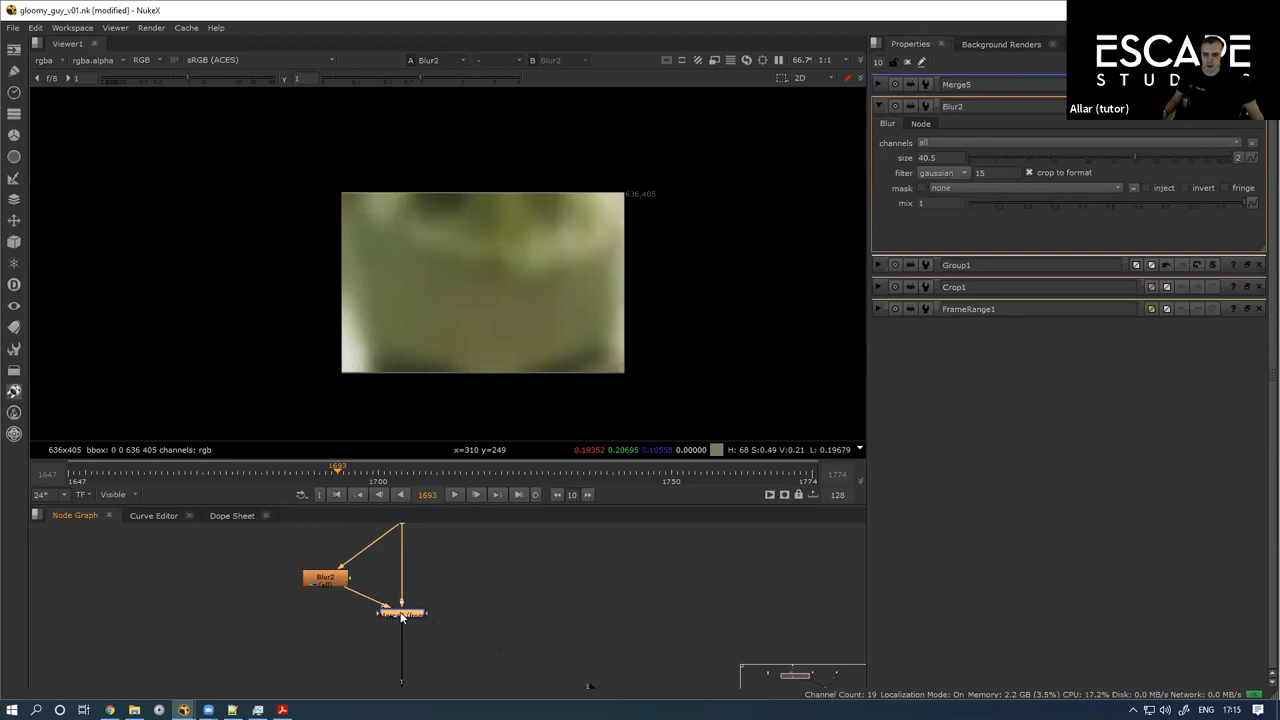 gloomy_guy_v01.nk [modified] - NukeX
File Edit Workspace Viewer Render Cache Help
ESCAPE
STUDIOS
Allar (tutor)
Viewer1
Properties Background Renders
rgba rgba.alpha RGB IP sRGB (ACES) A Blur2 - B Blur2 66.7% 1:1
f/8 1 y 1 2D
10
Merge5
Blur2
Blur Node
channels all
size 40.5 2
filter gaussian 15 crop to format
mask none inject invert fringe
mix 1
Group1
Crop1
FrameRange1
636,405
636x405 bbox: 0 0 636 405 channels: rgb x=310 y=249 0.19352 0.20695 0.10558 0.00000 H: 68 S:0.49 V:0.21 L: 0.19679
1647 1693 1774
1647 1700 1750 1774
24* TF Visible 1693 10 128
Node Graph Curve Editor Dope Sheet
Blur2
(all)
Channel Count: 19 Localization Mode: On Memory: 2.2 GB (3.5%) CPU: 17.2% Disk: 0.0 MB/s Network: 0.0 MB/s
ENG 17:15